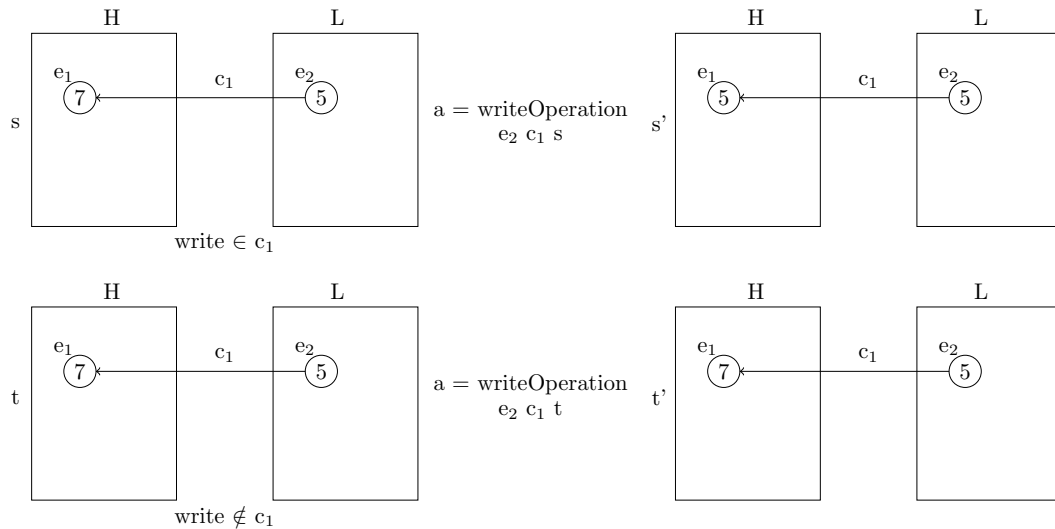 H L H L
e₁ c₁ e₂ e₁ c₁ e₂
7 5 5 5
s a = writeOperation s'
e₂ c₁ s
write ∈ c₁
H L H L
e₁ c₁ e₂ e₁ c₁ e₂
7 5 7 5
t a = writeOperation t'
e₂ c₁ t
write ∉ c₁